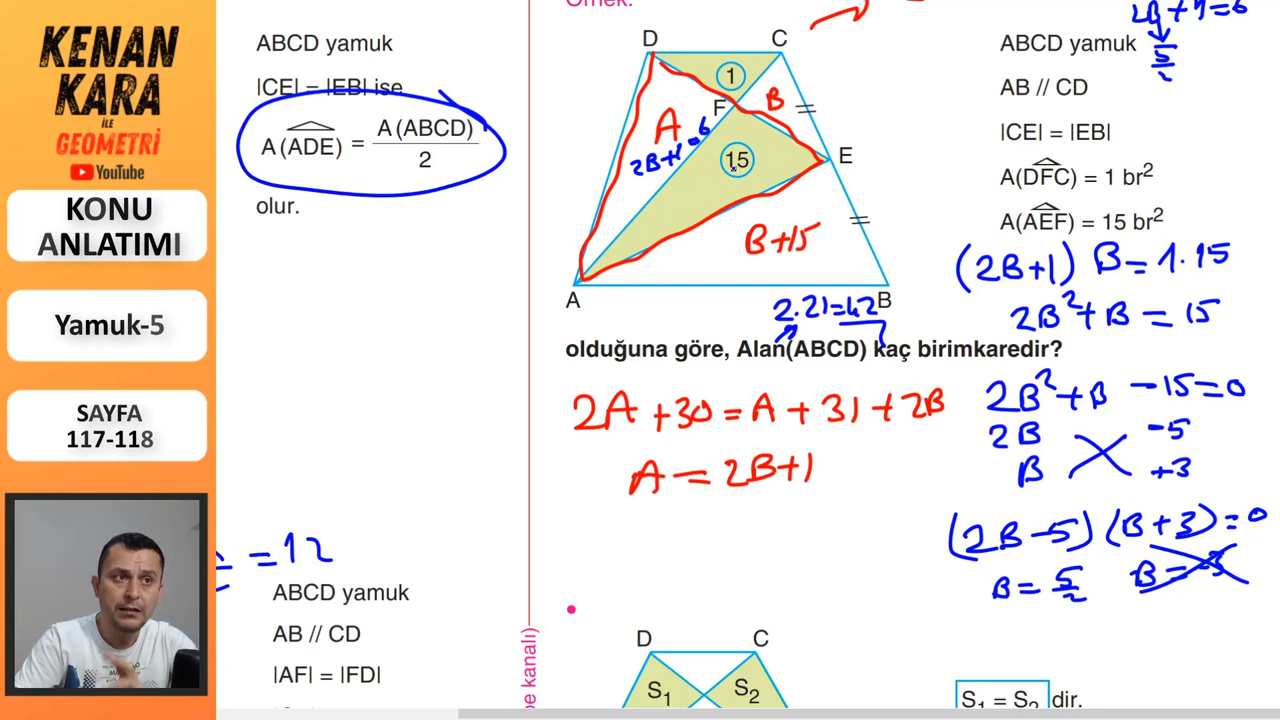 KENAN
KARA
İLE
GEOMETRİ
YouTube
KONU
ANLATIMI
Yamuk-5
SAYFA
117-118
ABCD yamuk
|CE| = |EB| ise
A(ADE) = A(ABCD)/2
olur.
= 12
ABCD yamuk
AB // CD
|AF| = |FD|
Örnek:
D C
1
F B
A
2B+1=6
15
E
B+15
A B
2.21=42
olduğuna göre, Alan(ABCD) kaç birimkaredir?
2A+30=A+31+2B
A=2B+1
5/2
ABCD yamuk
AB // CD
|CE| = |EB|
A(DFC) = 1 br²
A(AEF) = 15 br²
(2B+1) B=1.15
2B²+B=15
2B²+B-15=0
2B -5
B +3
(2B-5)(B+3)=0
B=5/2 B=-3
D C
S₁ S₂
S₁ = S₂ dir.